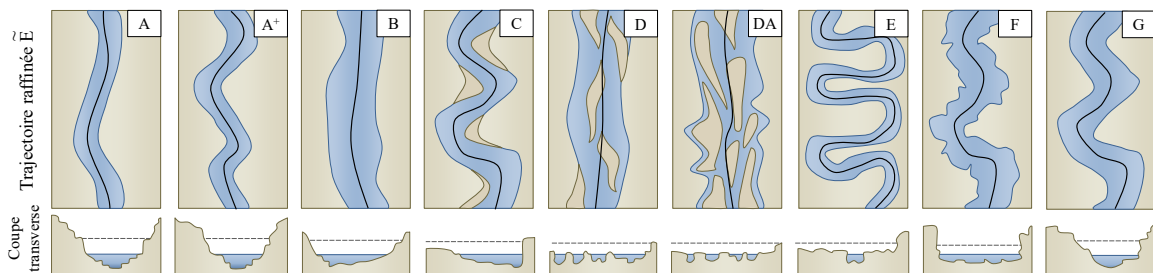 A
A⁺
B
C
D
DA
E
F
G
Trajectoire raffinée Ẽ
Coupe
transverse